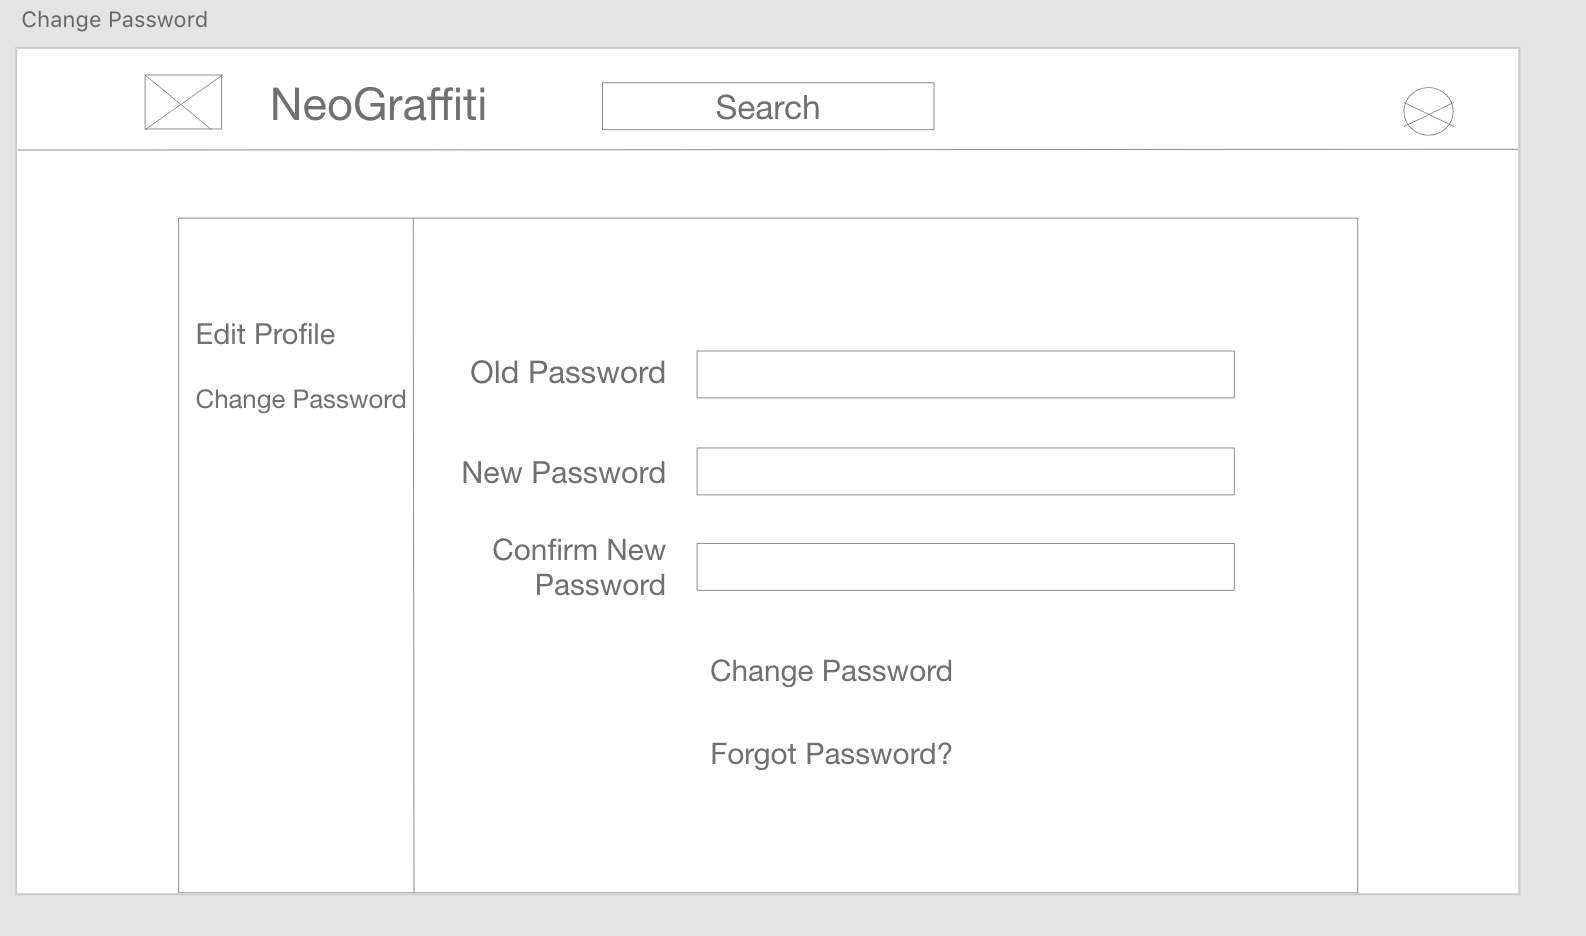 Change Password
NeoGraffiti
Search
Edit Profile
Change Password
Old Password
New Password
Confirm New
Password
Change Password
Forgot Password?